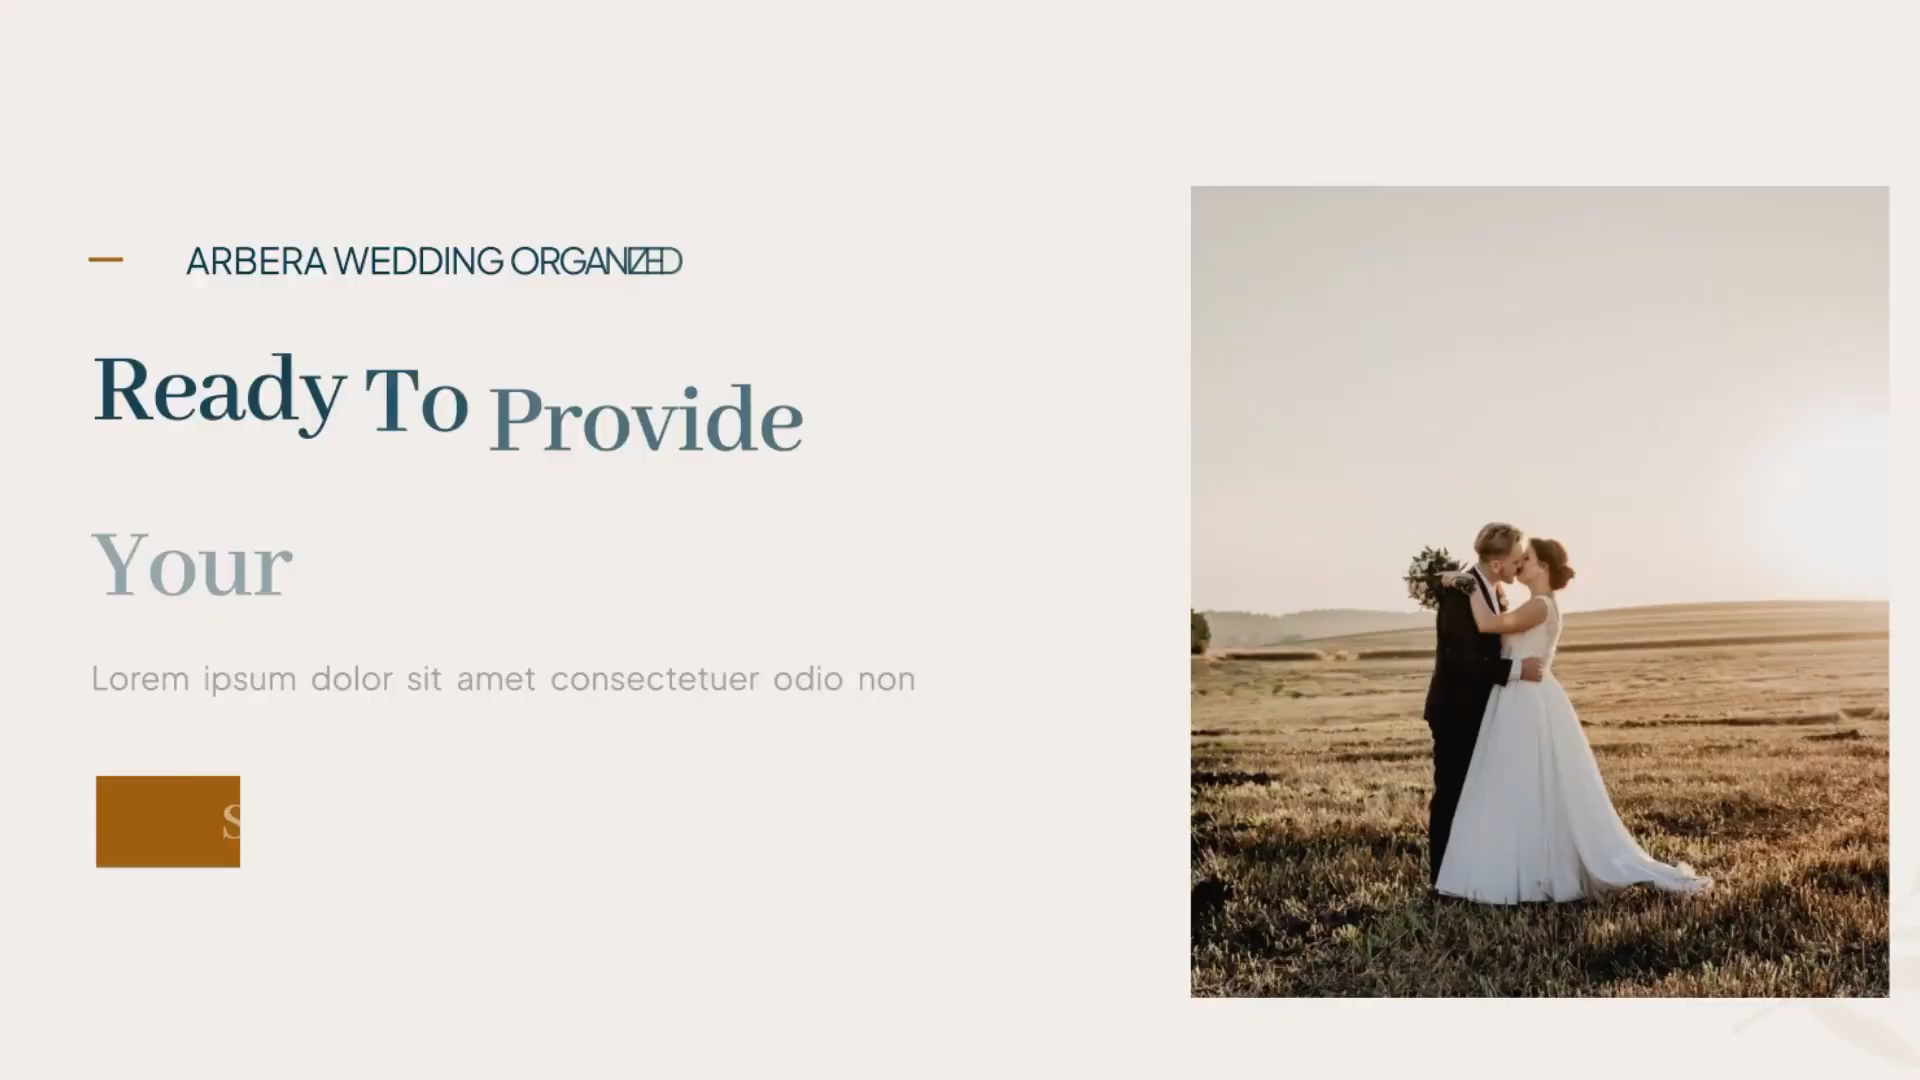 ARBERA WEDDING ORGANIZED
Ready To Provide
Your
Lorem ipsum dolor sit amet consectetuer odio non
S